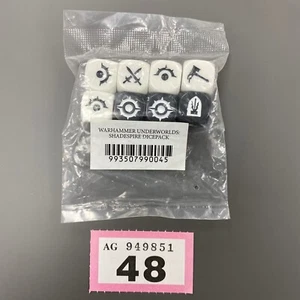 WARHAMMER UNDERWORLDS:
SHADESPIRE DICEPACK
993507990045
AG 949851
48